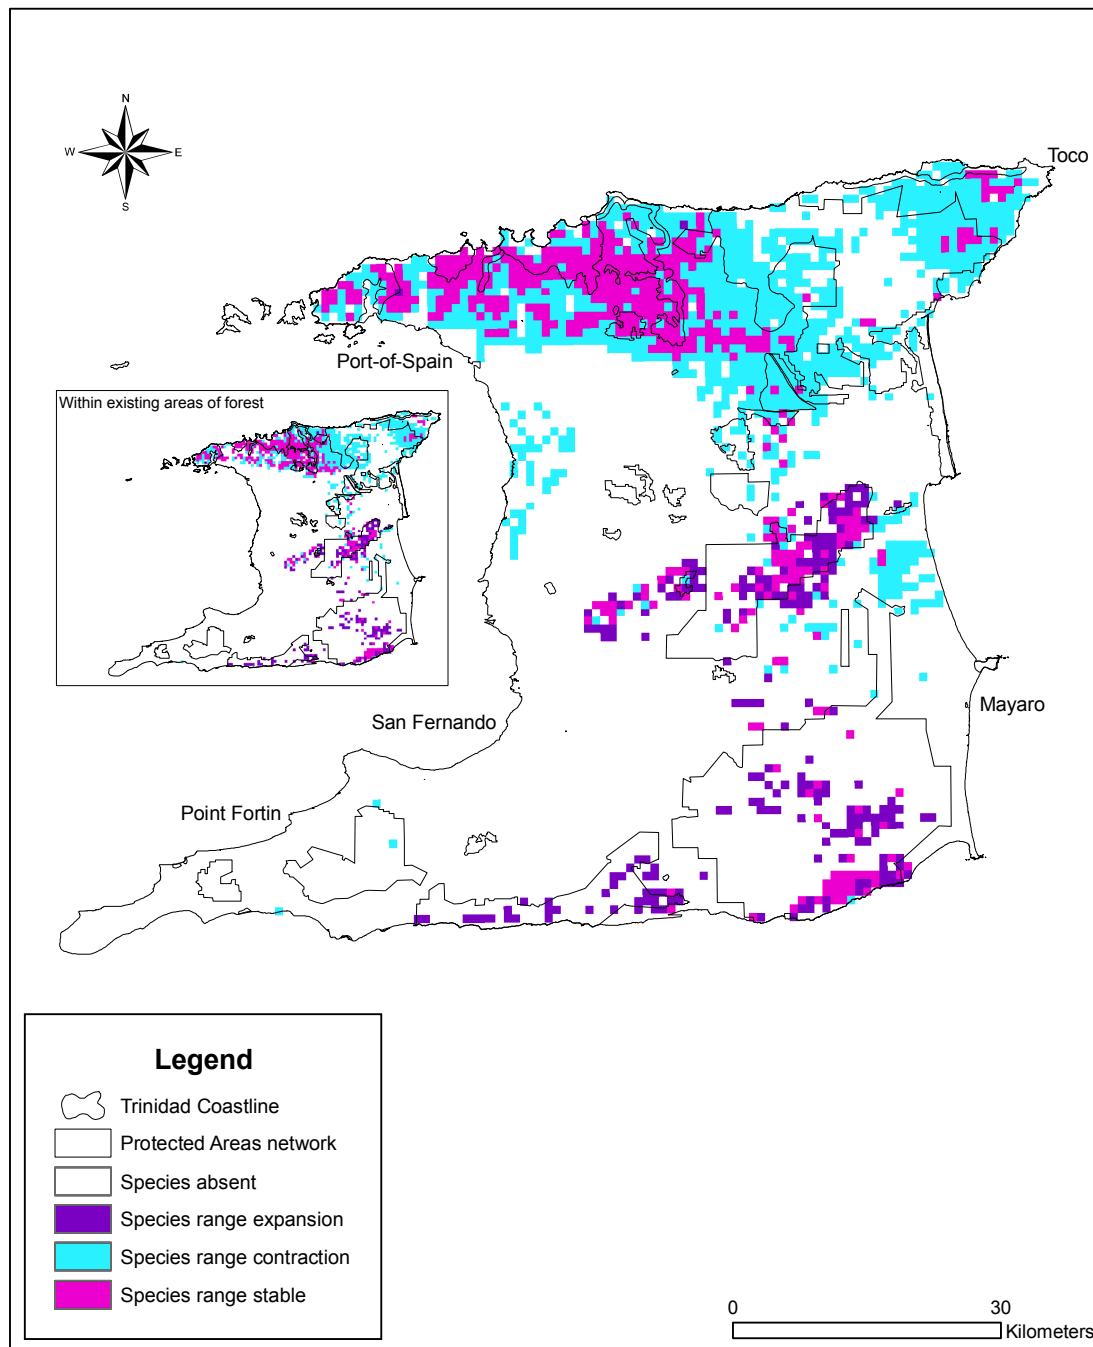 N
W E
S
Toco
Port-of-Spain
Within existing areas of forest
San Fernando
Mayaro
Point Fortin
Legend
Trinidad Coastline
Protected Areas network
Species absent
Species range expansion
Species range contraction
Species range stable
0 30
Kilometers